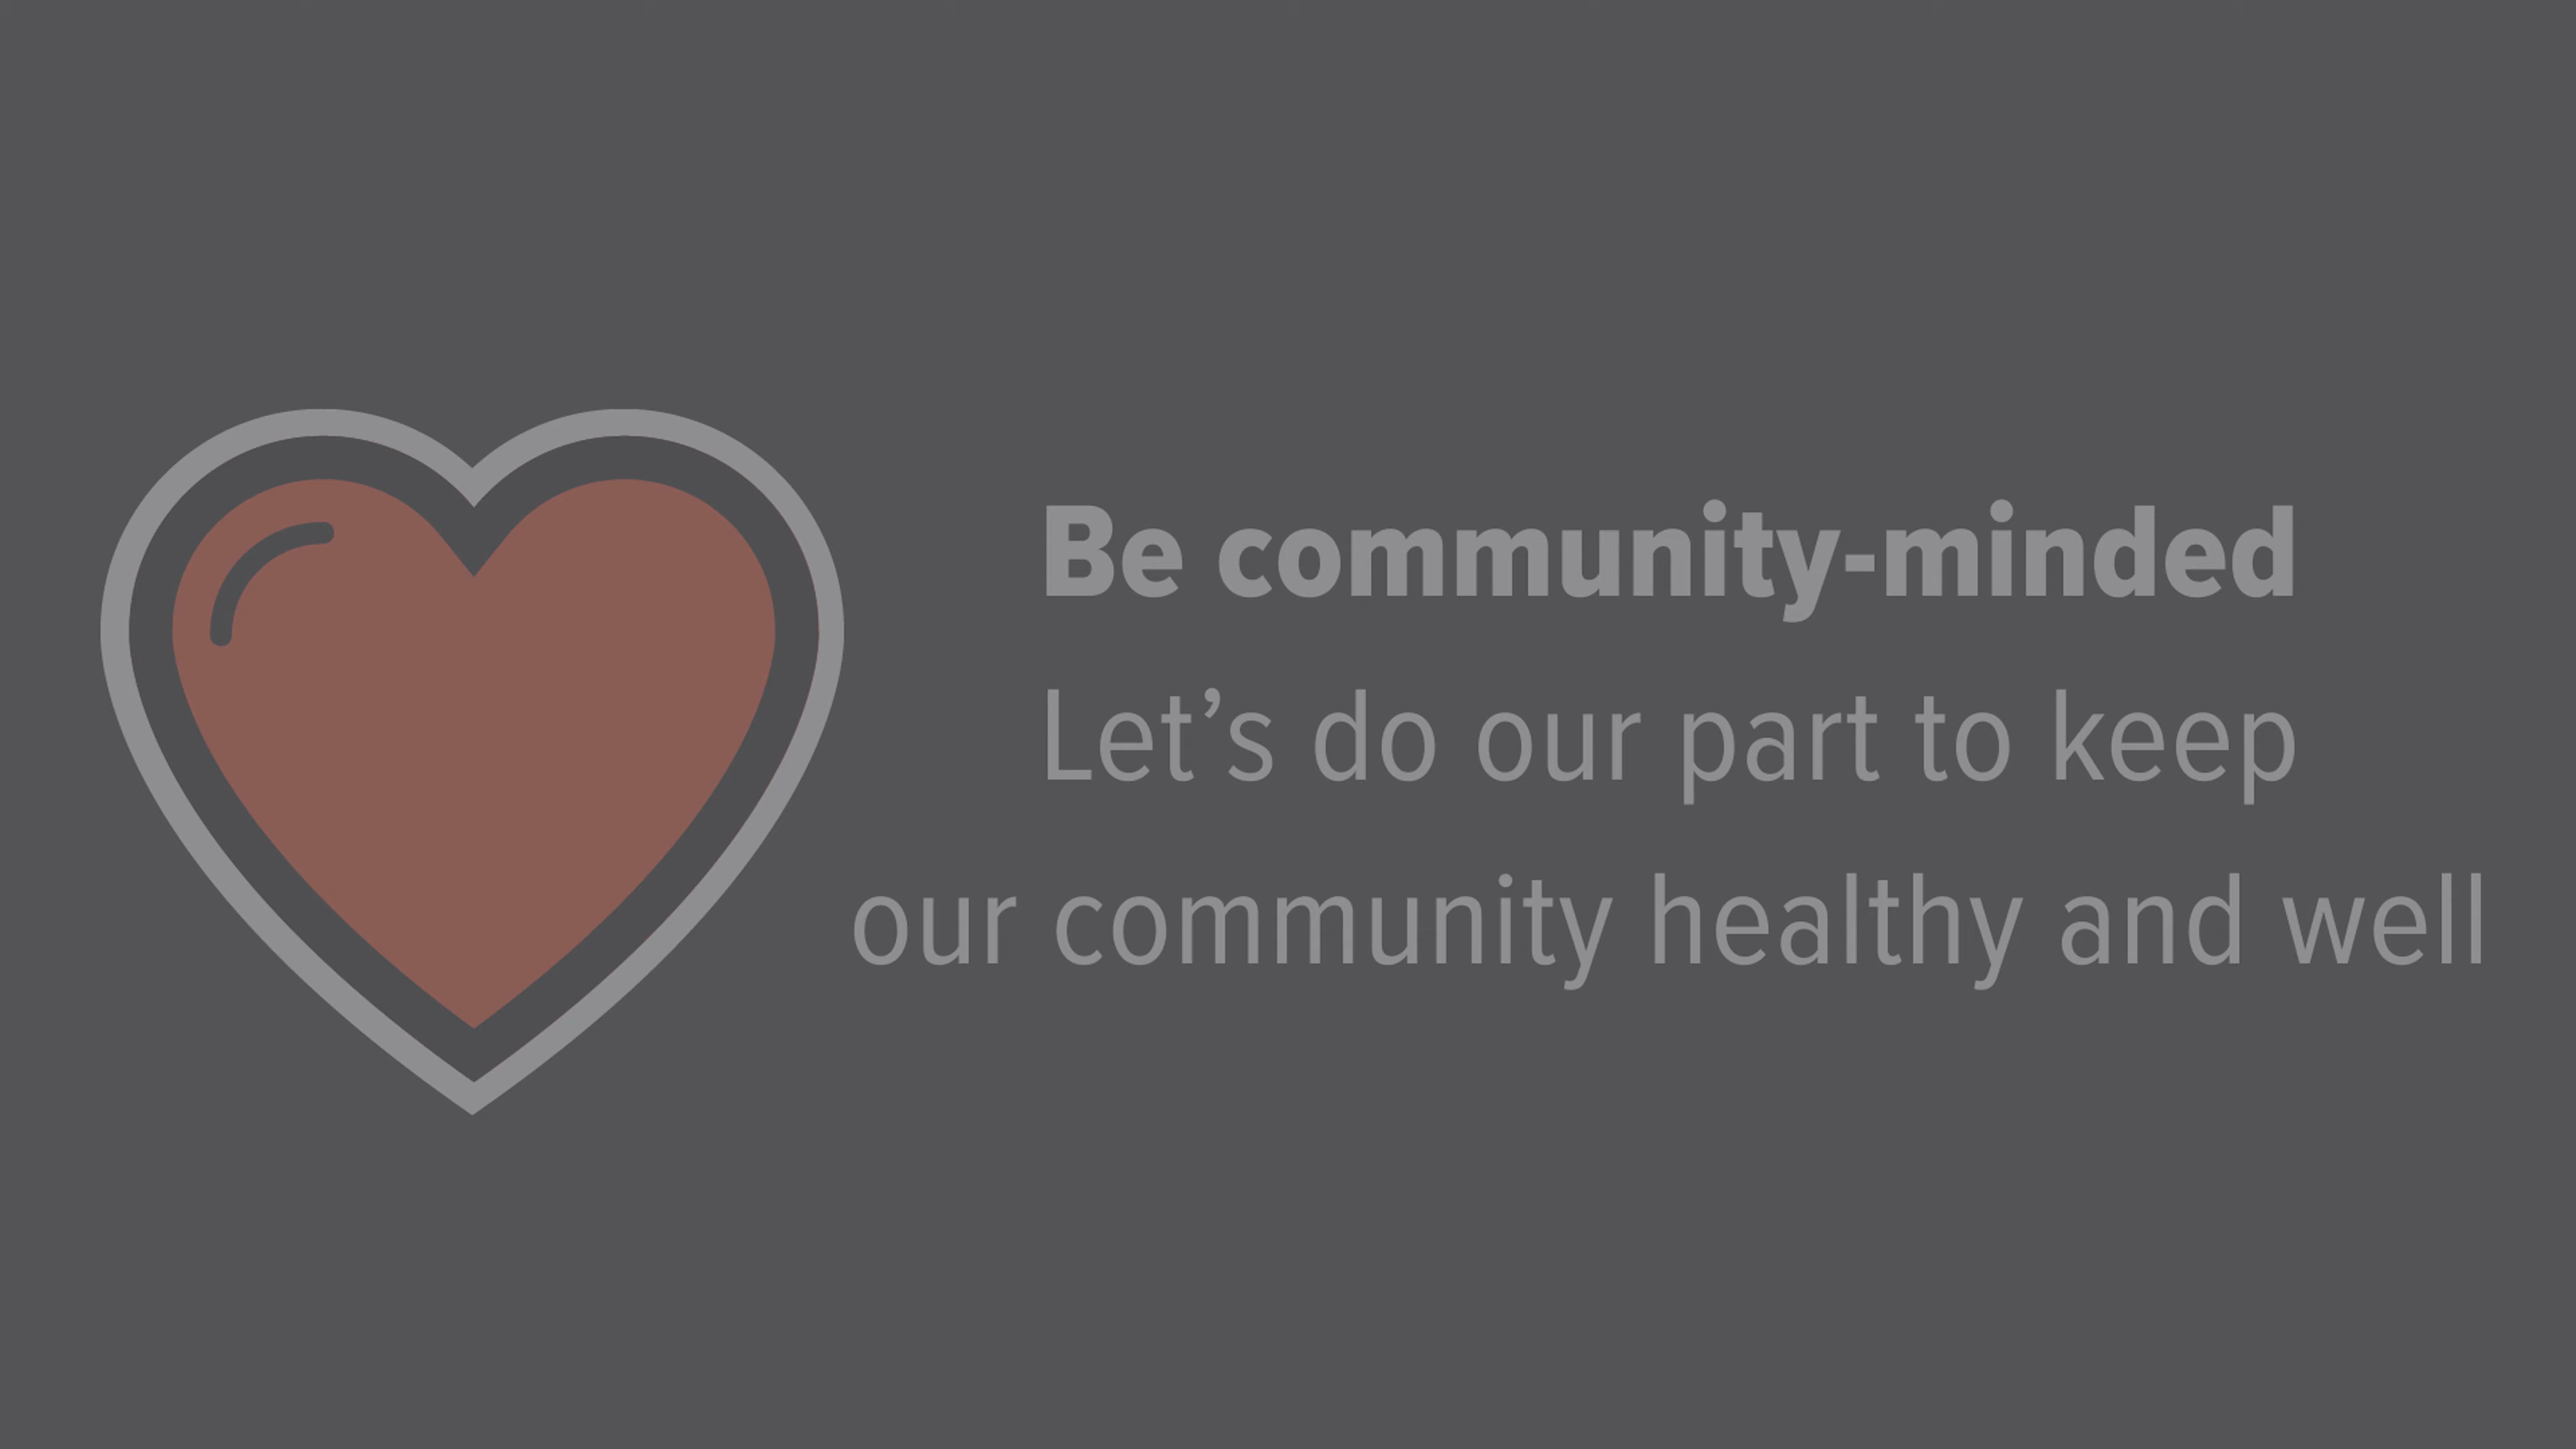 Be community-minded
Let’s do our part to keep
our community healthy and well